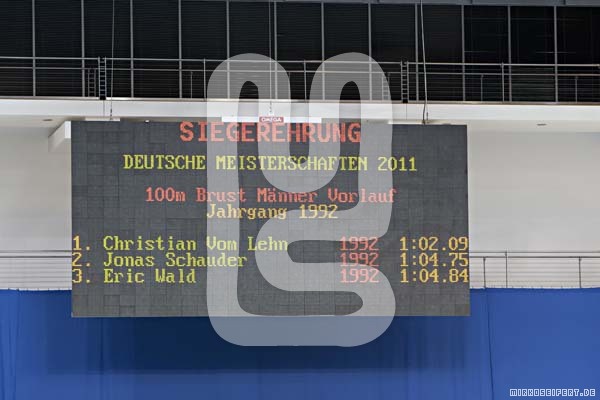 OMEGA
SIEGEREHRUNG
DEUTSCHE MEISTERSCHAFTEN 2011
100m Brust Männer Vorlauf
Jahrgang 1992
1. Christian Vom Lehn 1992 1:02.09
2. Jonas Schauder 1992 1:04.75
3. Eric Wald 1992 1:04.84
MIRKOSEIFERT.DE